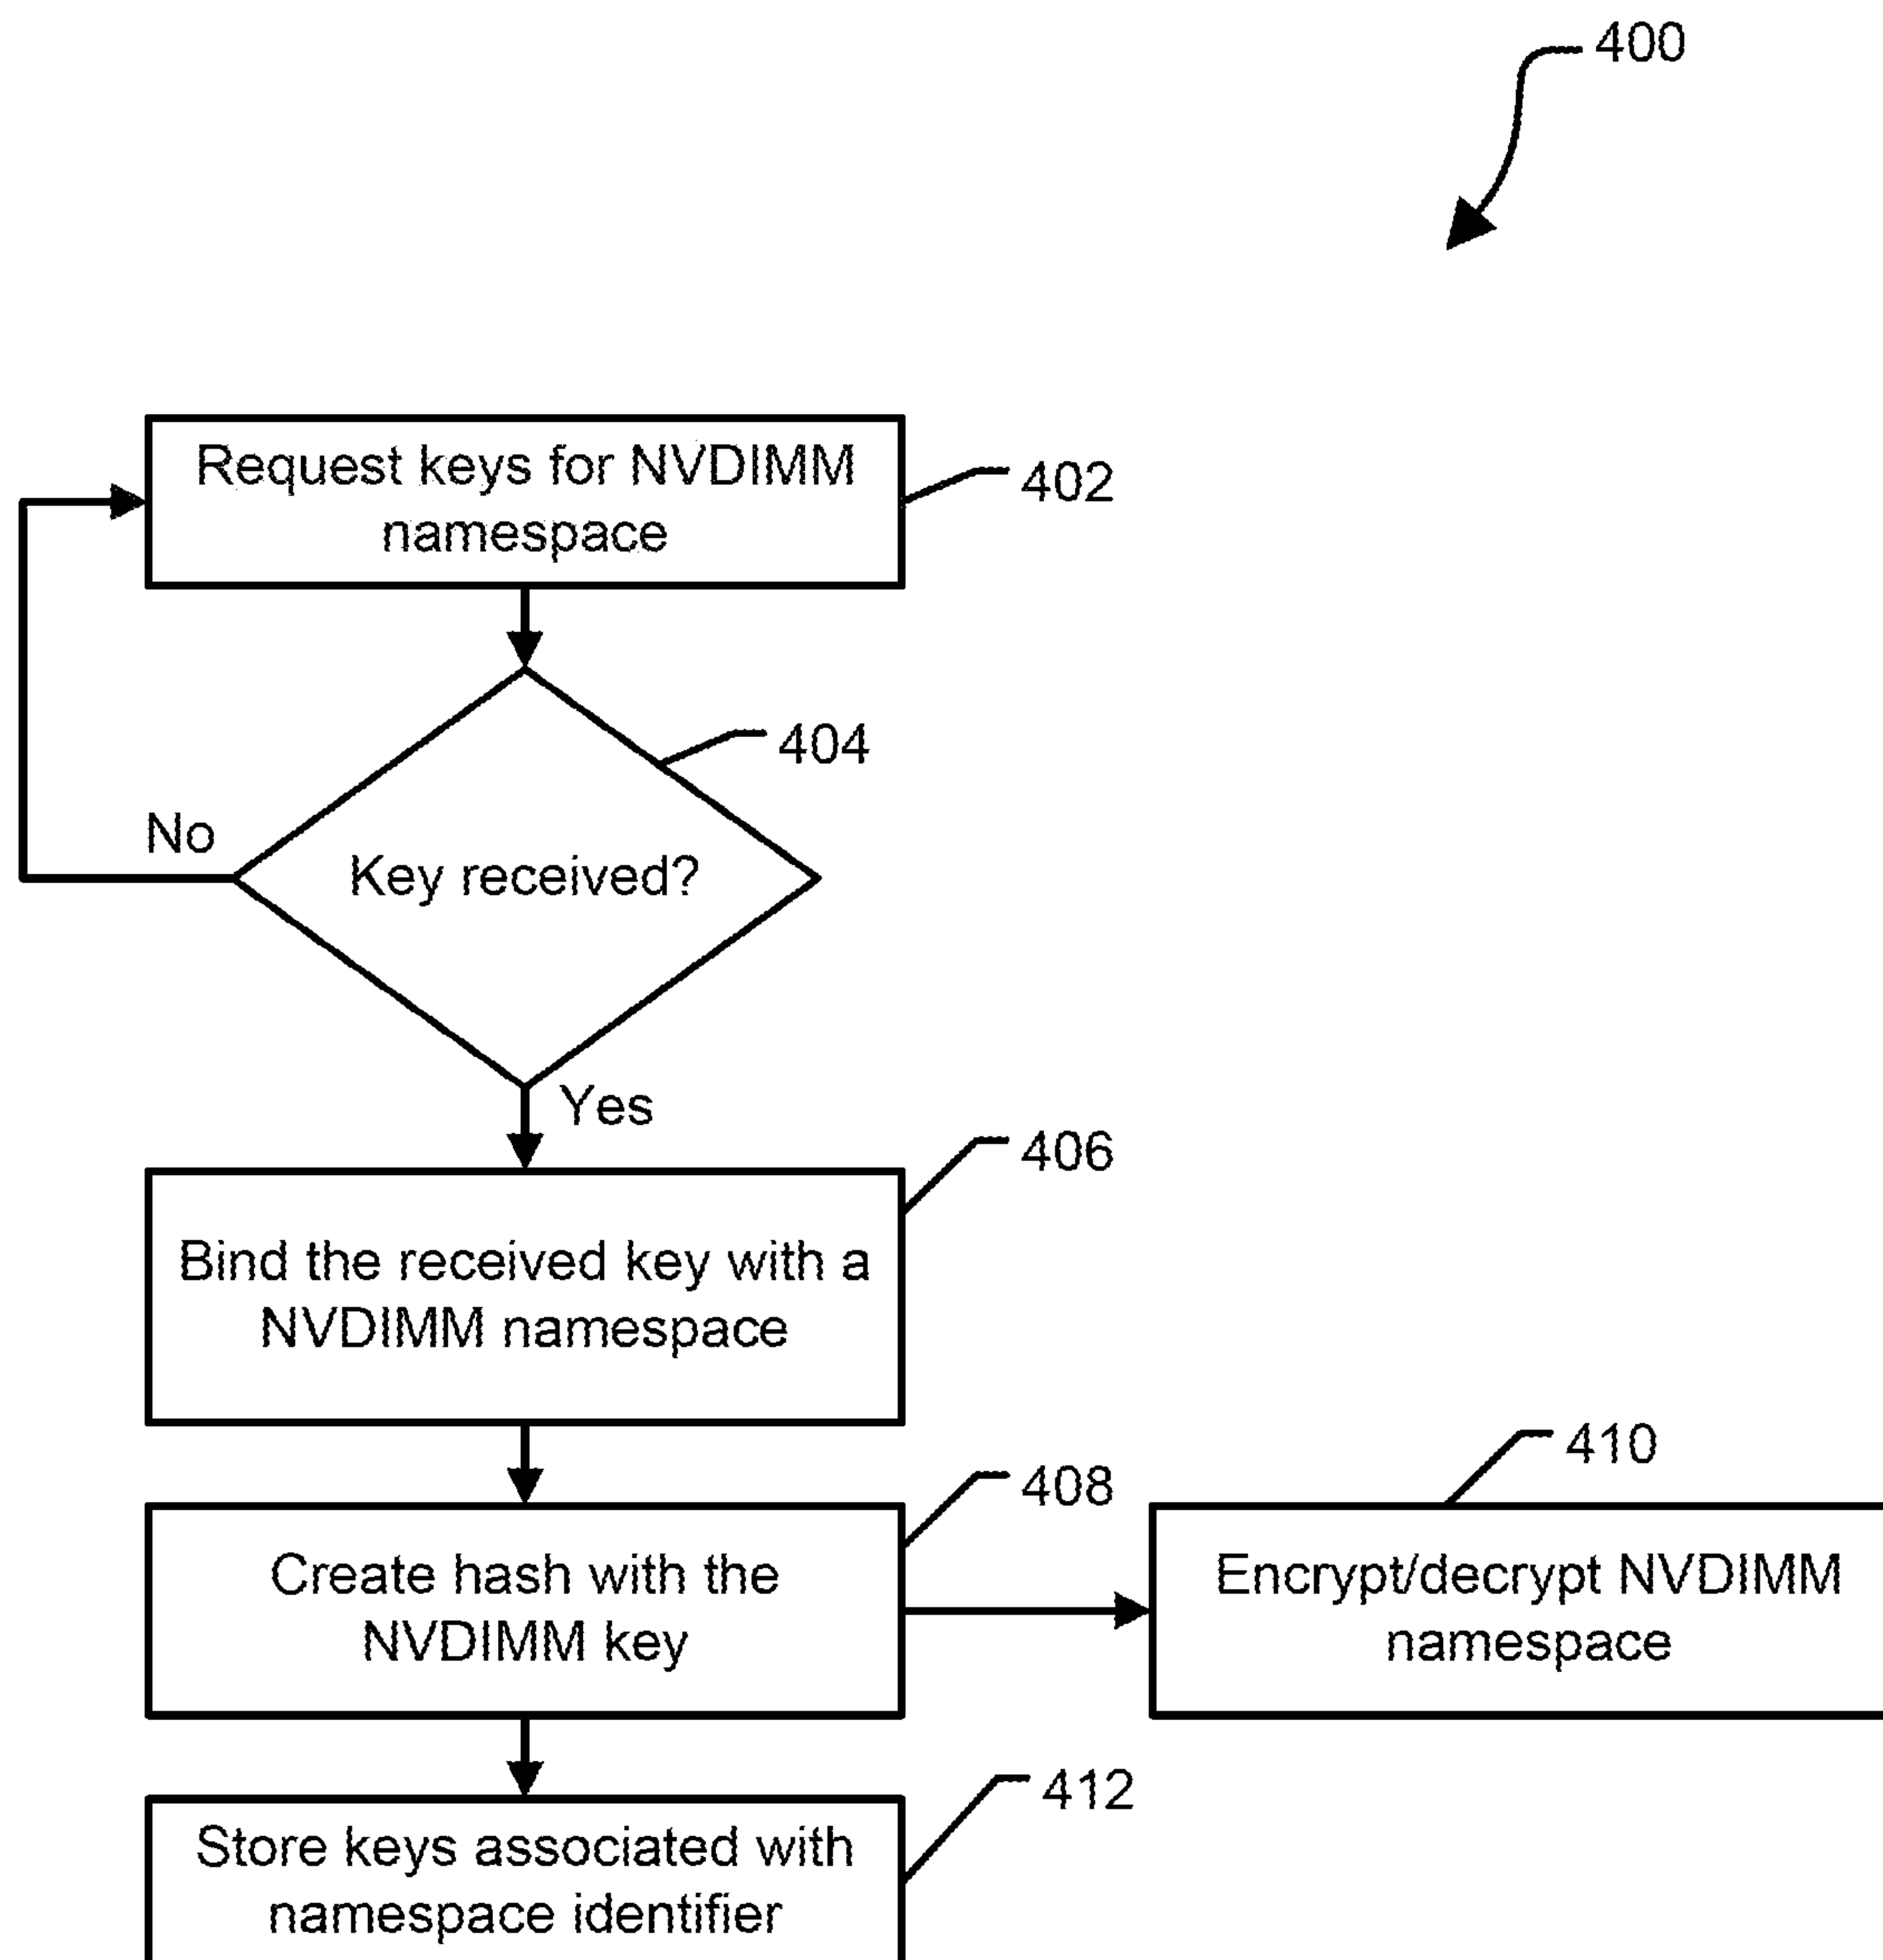 400
Request keys for NVDIMM
namespace
402
404
No
Key received?
Yes
406
Bind the received key with a
NVDIMM namespace
408
410
Create hash with the
NVDIMM key
Encrypt/decrypt NVDIMM
namespace
412
Store keys associated with
namespace identifier